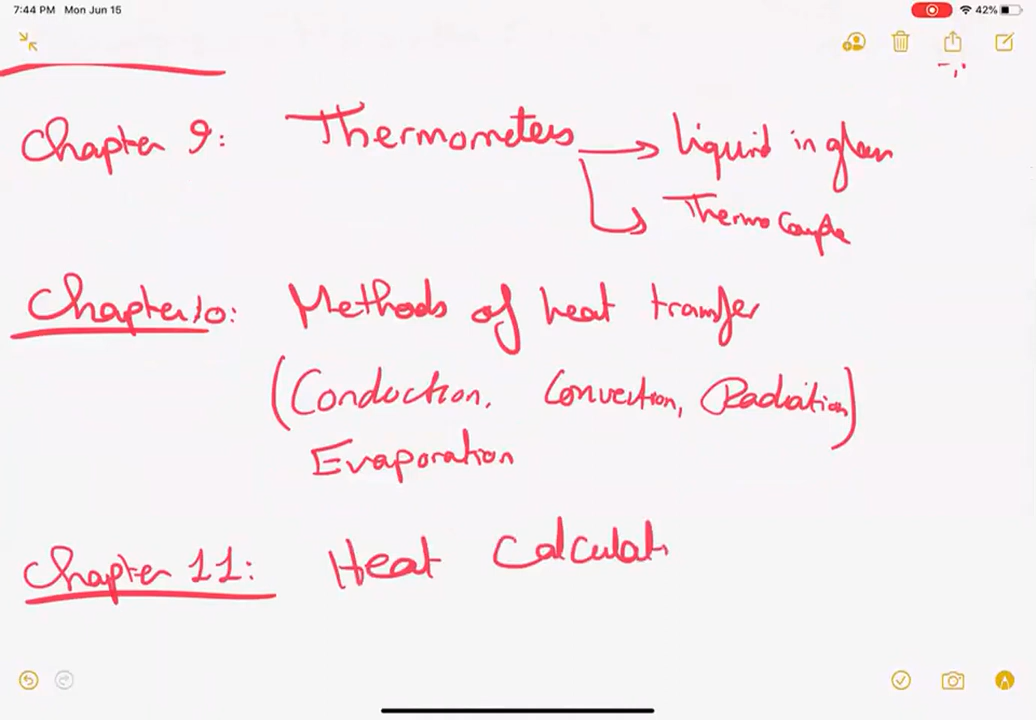 7:44 PM Mon Jun 15
42%
Chapter 9: Thermometers → Liquid in glass
Thermo Couple
Chapter 10: Methods of heat transfer
(Conduction, Convection, Radiation)
Evaporation
Chapter 11: Heat Calculati